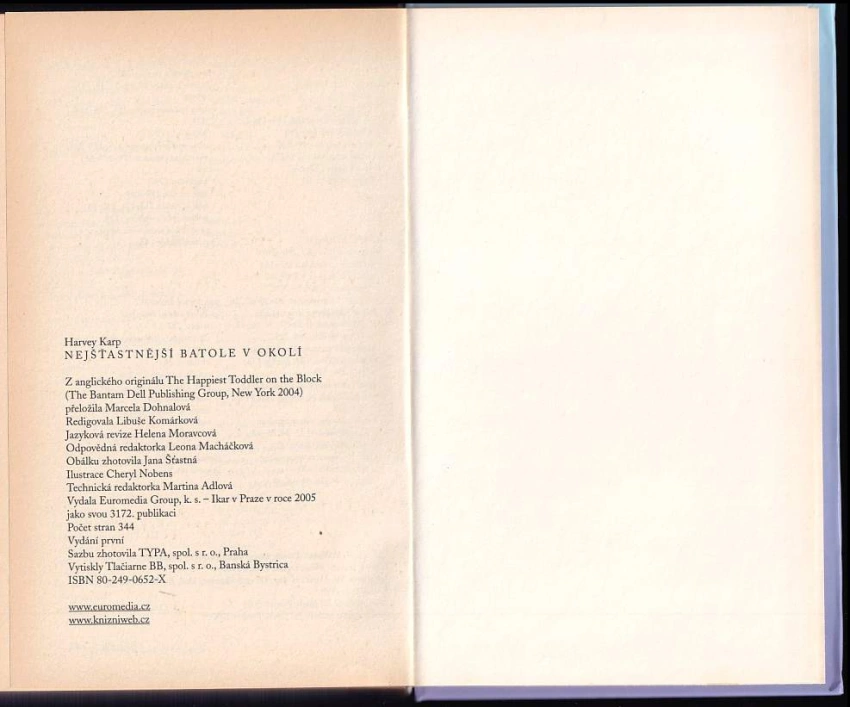 Harvey Karp
NEJŠŤASTNĚJŠÍ BATOLE V OKOLÍ
Z anglického originálu The Happiest Toddler on the Block
(The Bantam Dell Publishing Group, New York 2004)
přeložila Marcela Dohnalová
Redigovala Libuše Komárková
Jazyková revize Helena Moravcová
Odpovědná redaktorka Leona Macháčková
Obálku zhotovila Jana Šťastná
Ilustrace Cheryl Nobens
Technická redaktorka Martina Adlová
Vydala Euromedia Group, k. s. – Ikar v Praze v roce 2005
jako svou 3172. publikaci
Počet stran 344
Vydání první
Sazbu zhotovila TYPA, spol. s r. o., Praha
Vytiskly Tlačiarne BB, spol. s r. o., Banská Bystrica
ISBN 80-249-0652-X
www.euromedia.cz
www.knizniweb.cz